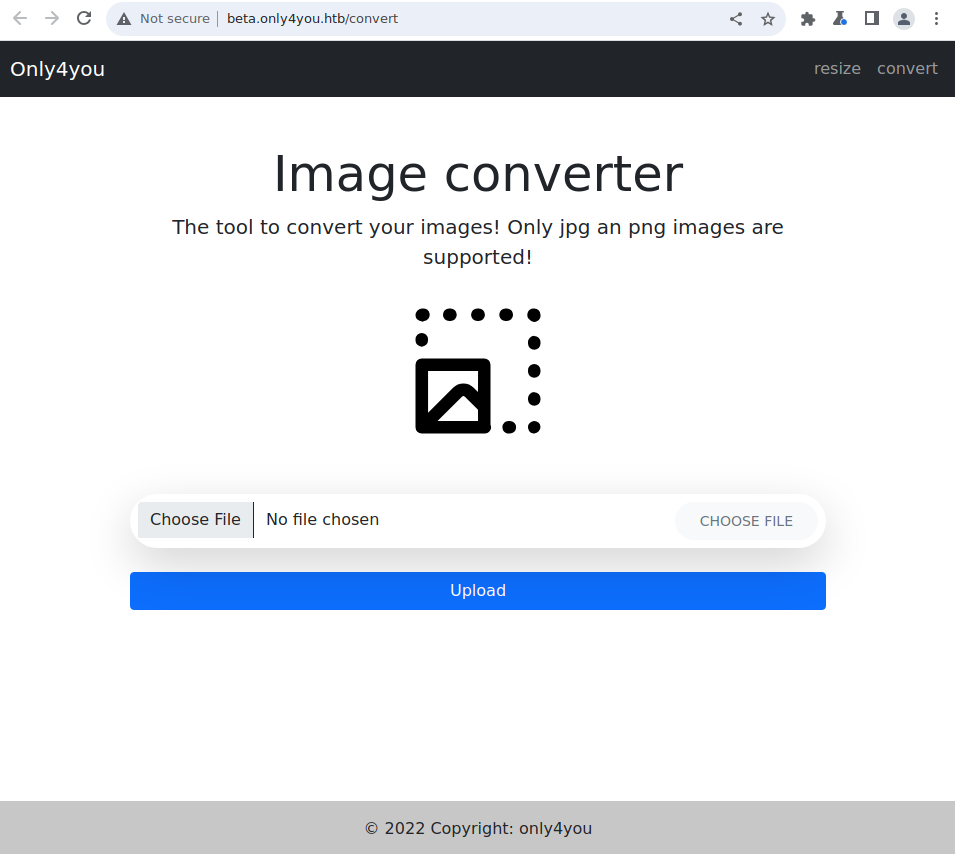 Not secure beta.only4you.htb/convert
Only4you resize convert
Image converter
The tool to convert your images! Only jpg an png images are
supported!
Choose File No file chosen CHOOSE FILE
Upload
© 2022 Copyright: only4you